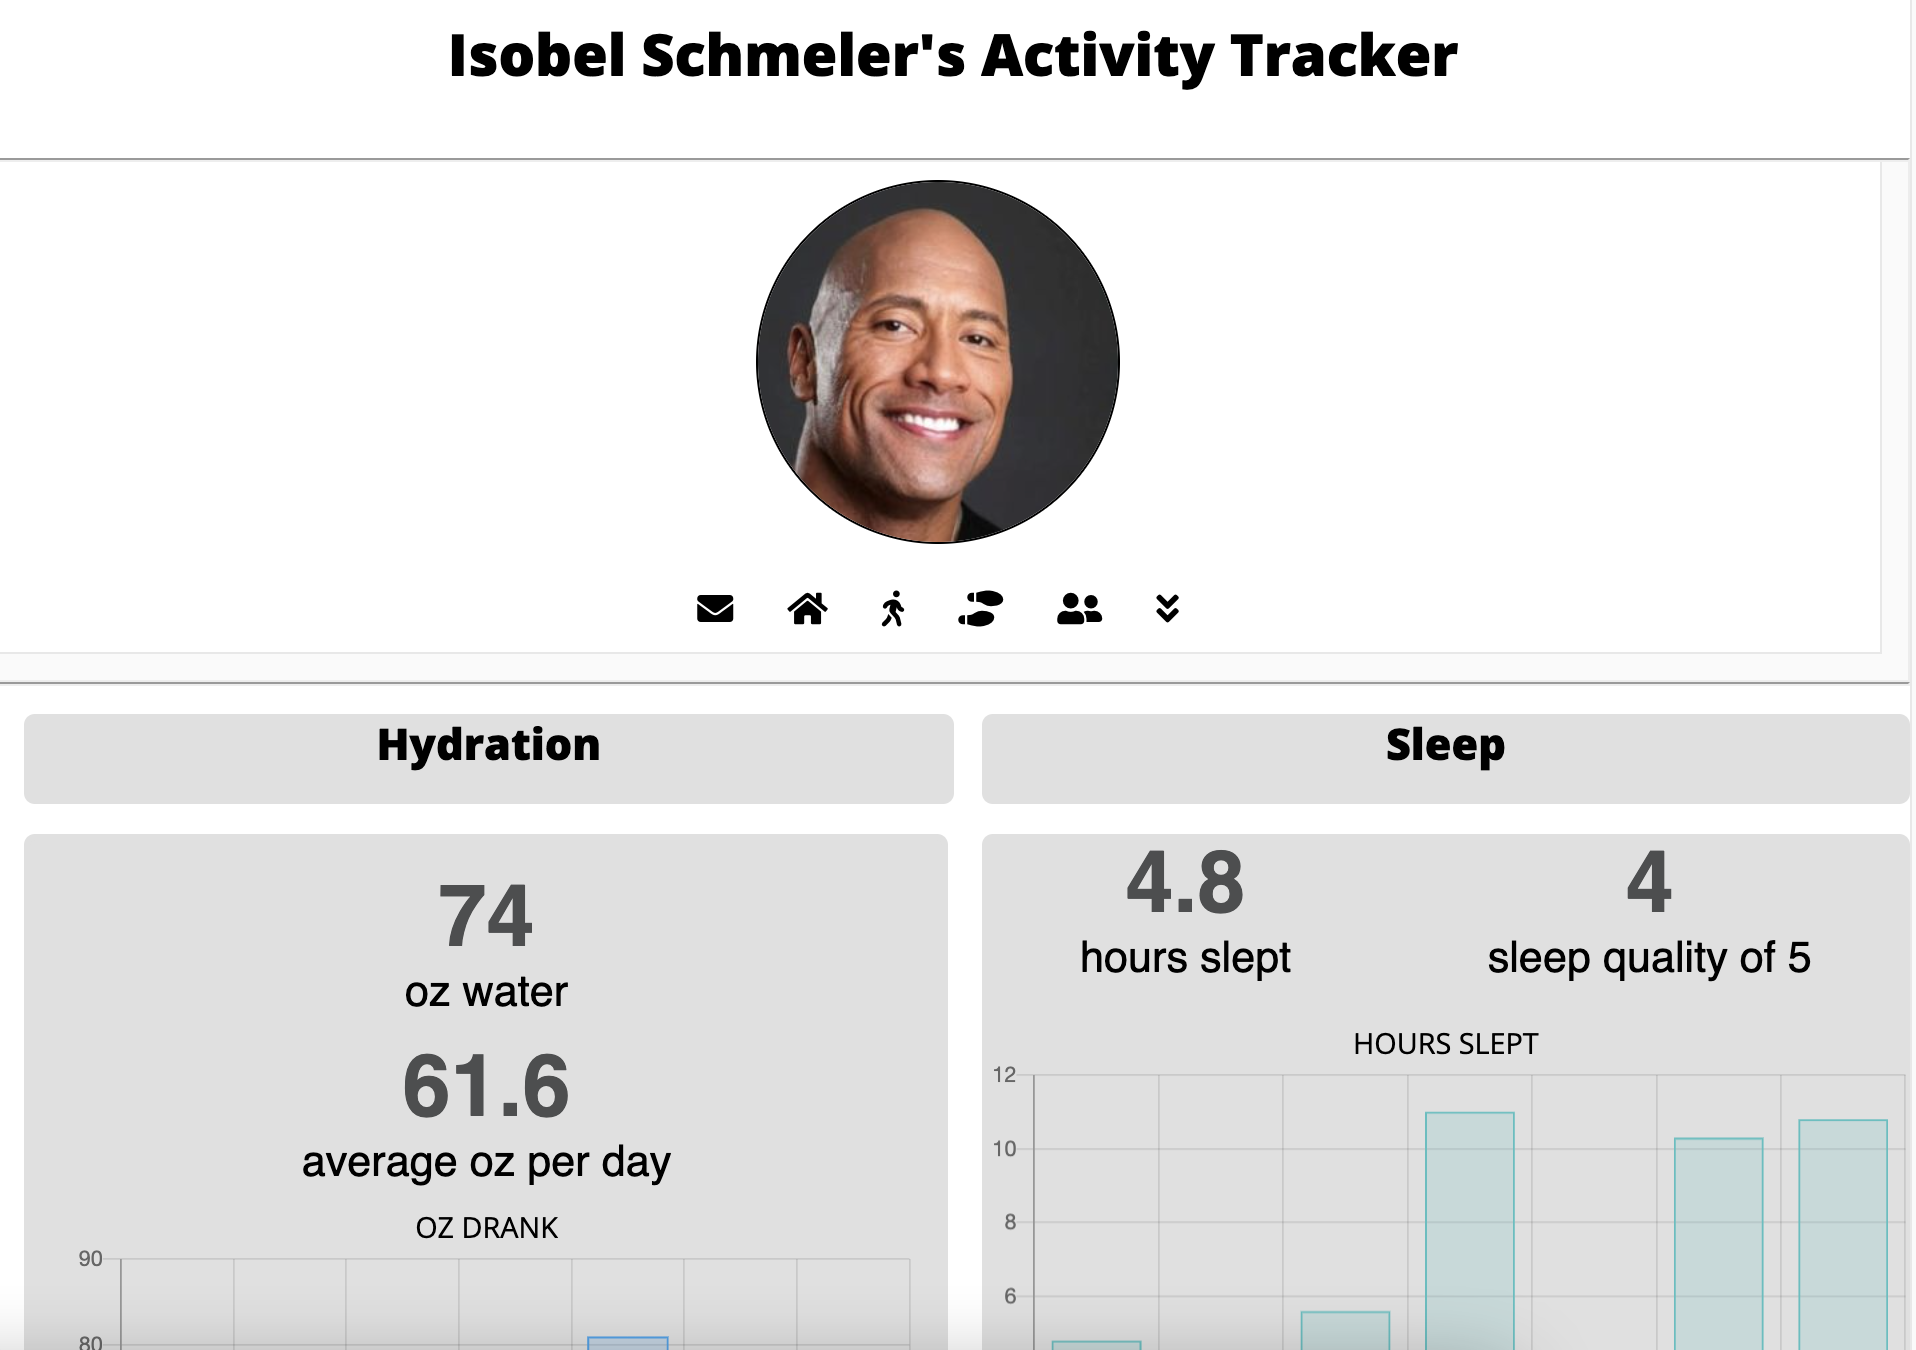 Isobel Schmeler's Activity Tracker
Hydration
74
oz water
61.6
average oz per day
OZ DRANK
90
80
Sleep
4.8
hours slept
4
sleep quality of 5
HOURS SLEPT
12
10
8
6